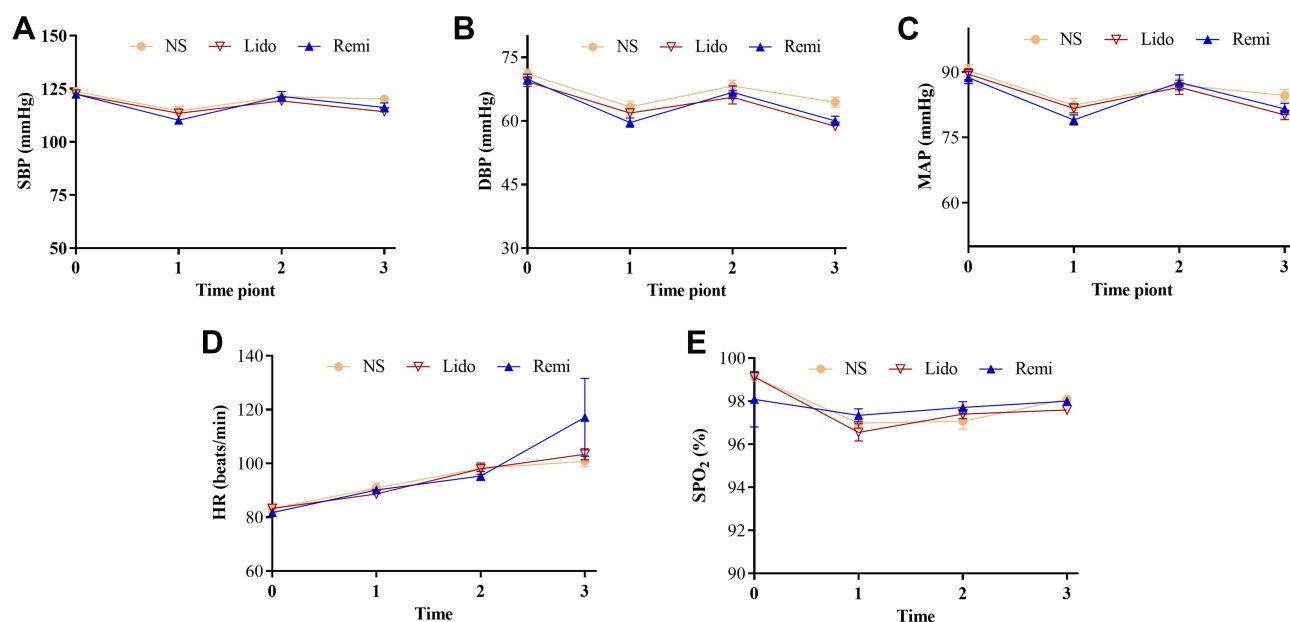 A
NS Lido Remi
SBP (mmHg)
150
125
100
75
50
0 1 2 3
Time piont
B
NS Lido Remi
DBP (mmHg)
75
60
45
30
0 1 2 3
Time piont
C
NS Lido Remi
MAP (mmHg)
90
75
60
0 1 2 3
Time piont
D
NS Lido Remi
HR (beats/min)
140
120
100
80
60
0 1 2 3
Time
E
NS Lido Remi
SPO₂ (%)
100
98
96
94
92
90
0 1 2 3
Time